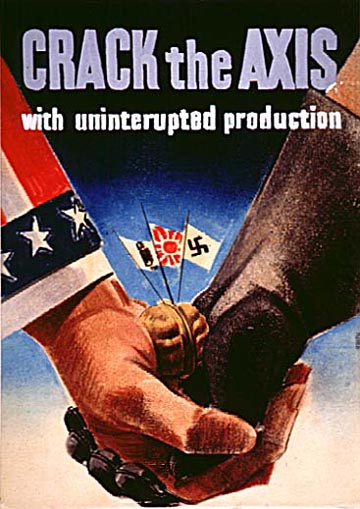 CRACK the AXIS
with uninterupted production